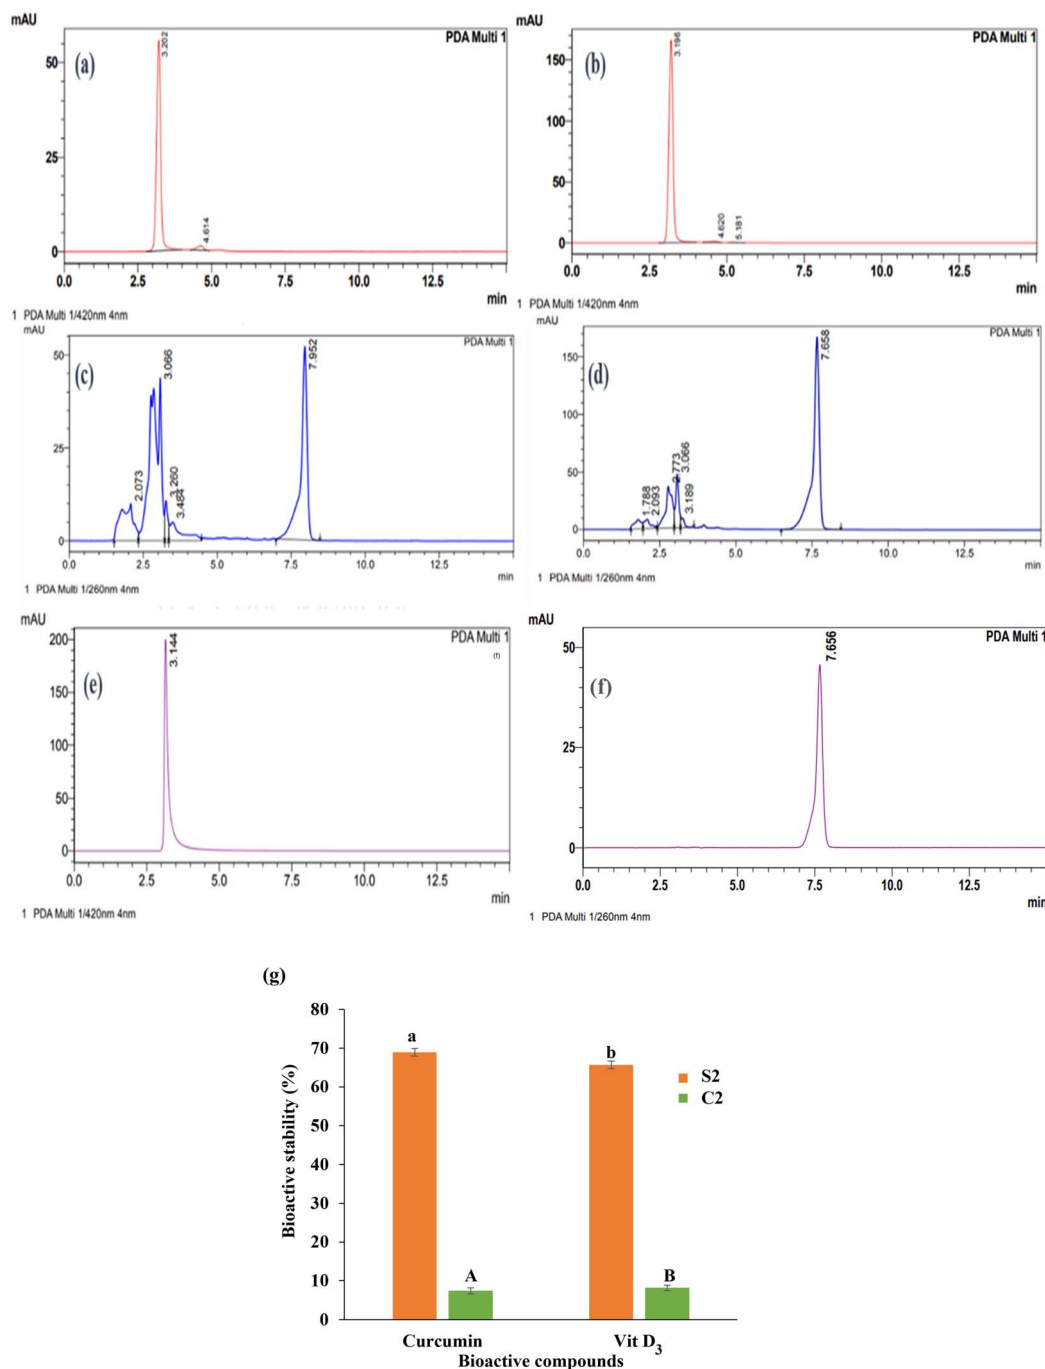 mAU
PDA Multi 1
(a)
3.202
4.614
50
25
0
0.0 2.5 5.0 7.5 10.0 12.5
min
1 PDA Multi 1/420nm 4nm
mAU
PDA Multi 1
(b)
3.196
4.620
5.181
150
100
50
0
0.0 2.5 5.0 7.5 10.0 12.5
min
1 PDA Multi 1/420nm 4nm
mAU
PDA Multi 1
(c)
2.073
3.066
3.260
3.484
7.952
50
25
0
0.0 2.5 5.0 7.5 10.0 12.5
min
1 PDA Multi 1/260nm 4nm
mAU
PDA Multi 1
(d)
1.788
2.093
2.773
3.066
3.189
7.658
150
100
50
0
0.0 2.5 5.0 7.5 10.0 12.5
min
1 PDA Multi 1/260nm 4nm
mAU
PDA Multi 1
(f)
(e)
3.144
200
150
100
50
0
0.0 2.5 5.0 7.5 10.0 12.5
min
1 PDA Multi 1/420nm 4nm
mAU
PDA Multi 1
(f)
7.656
50
25
0
0.0 2.5 5.0 7.5 10.0 12.5
min
1 PDA Multi 1/260nm 4nm
(g)
Bioactive stability (%)
80
70
60
50
40
30
20
10
0
a
A
b
B
S2
C2
Curcumin Vit D₃
Bioactive compounds